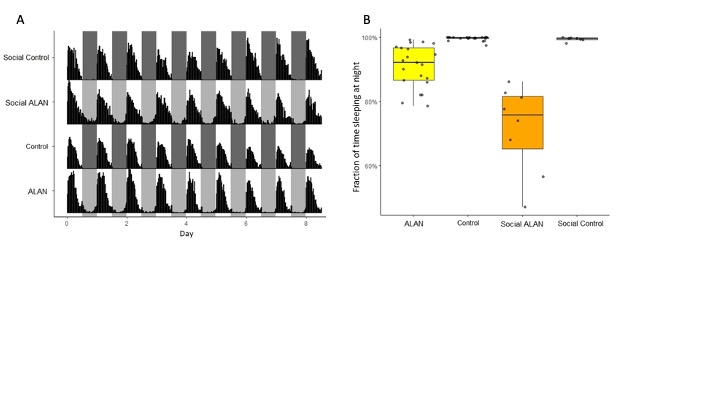 A
Social Control
Social ALAN
Control
ALAN
0 2 4 6 8
Day
B
Fraction of time sleeping at night
100%
80%
60%
ALAN Control Social ALAN Social Control